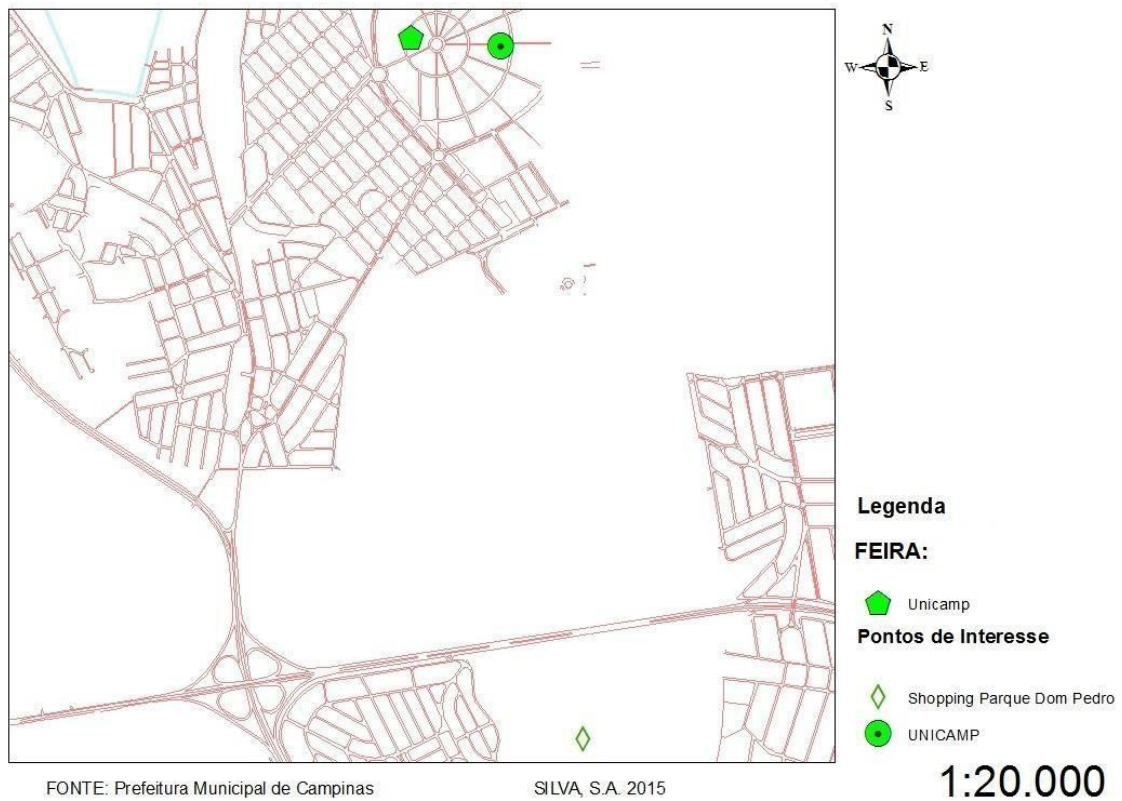 N
W E
S
Legenda
FEIRA:
Unicamp
Pontos de Interesse
Shopping Parque Dom Pedro
UNICAMP
1:20.000
FONTE: Prefeitura Municipal de Campinas SILVA, S.A. 2015